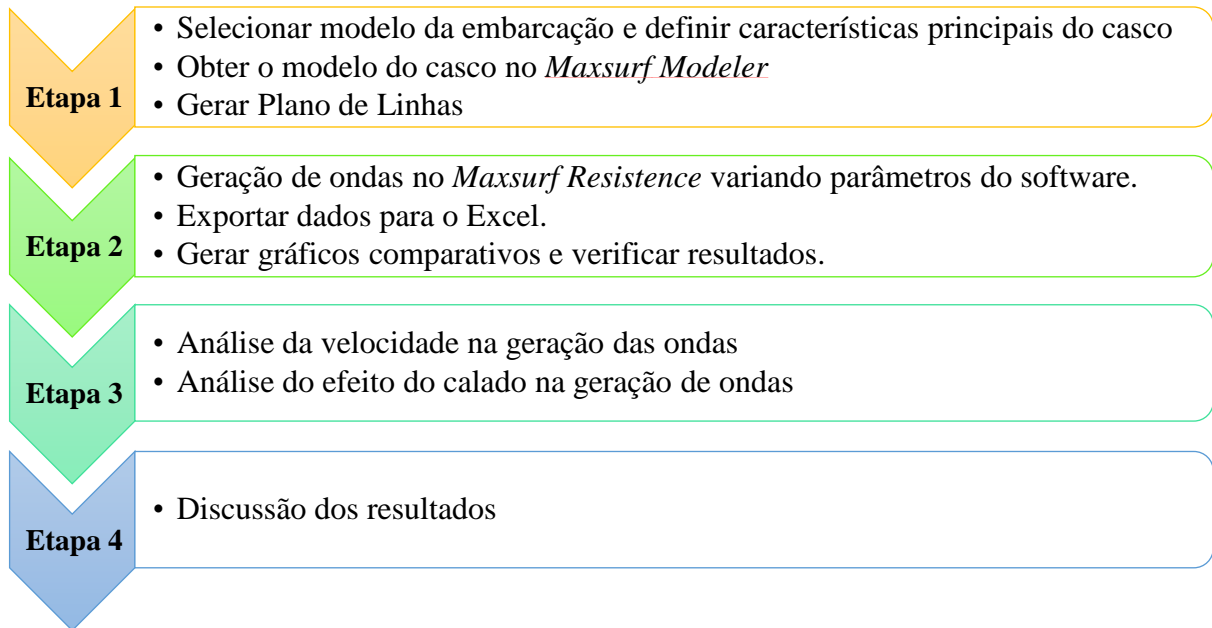 Etapa 1
• Selecionar modelo da embarcação e definir características principais do casco
• Obter o modelo do casco no Maxsurf Modeler
• Gerar Plano de Linhas
Etapa 2
• Geração de ondas no Maxsurf Resistence variando parâmetros do software.
• Exportar dados para o Excel.
• Gerar gráficos comparativos e verificar resultados.
Etapa 3
• Análise da velocidade na geração das ondas
• Análise do efeito do calado na geração de ondas
Etapa 4
• Discussão dos resultados